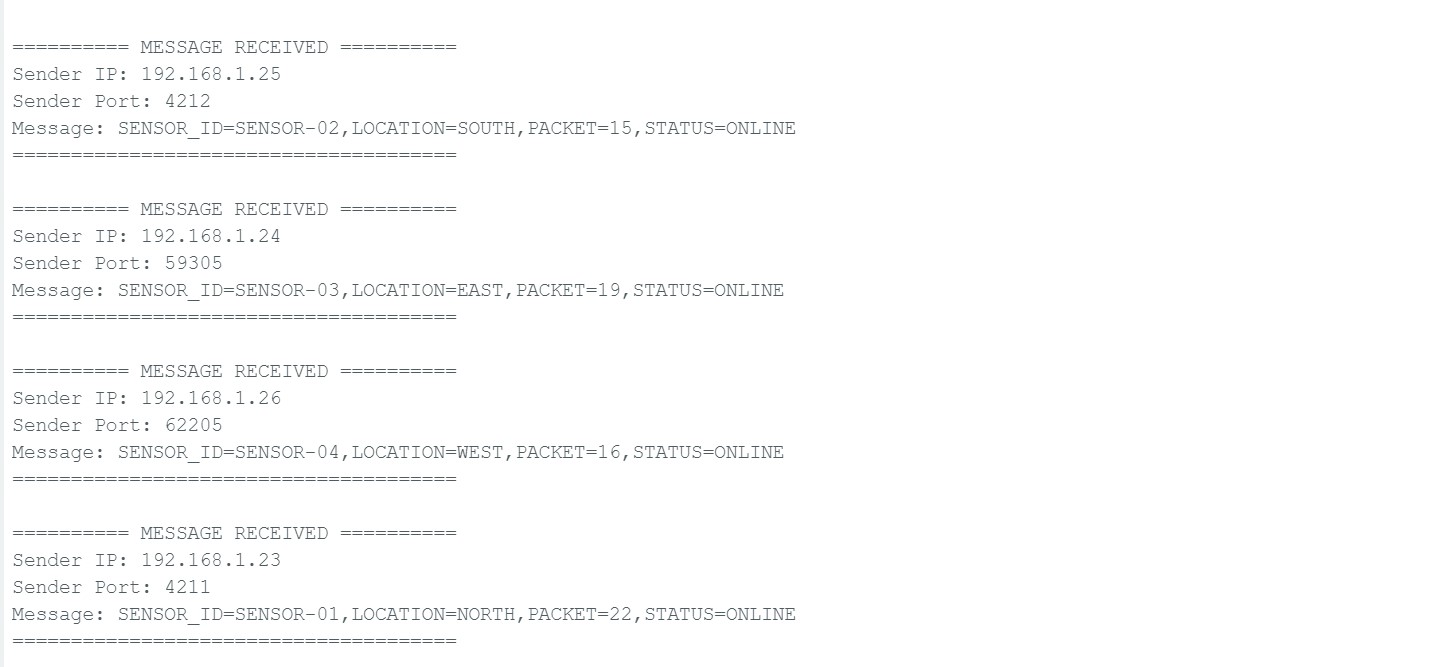 ========== MESSAGE RECEIVED ==========
Sender IP: 192.168.1.25
Sender Port: 4212
Message: SENSOR_ID=SENSOR-02,LOCATION=SOUTH,PACKET=15,STATUS=ONLINE
======================================
========== MESSAGE RECEIVED ==========
Sender IP: 192.168.1.24
Sender Port: 59305
Message: SENSOR_ID=SENSOR-03,LOCATION=EAST,PACKET=19,STATUS=ONLINE
======================================
========== MESSAGE RECEIVED ==========
Sender IP: 192.168.1.26
Sender Port: 62205
Message: SENSOR_ID=SENSOR-04,LOCATION=WEST,PACKET=16,STATUS=ONLINE
======================================
========== MESSAGE RECEIVED ==========
Sender IP: 192.168.1.23
Sender Port: 4211
Message: SENSOR_ID=SENSOR-01,LOCATION=NORTH,PACKET=22,STATUS=ONLINE
======================================